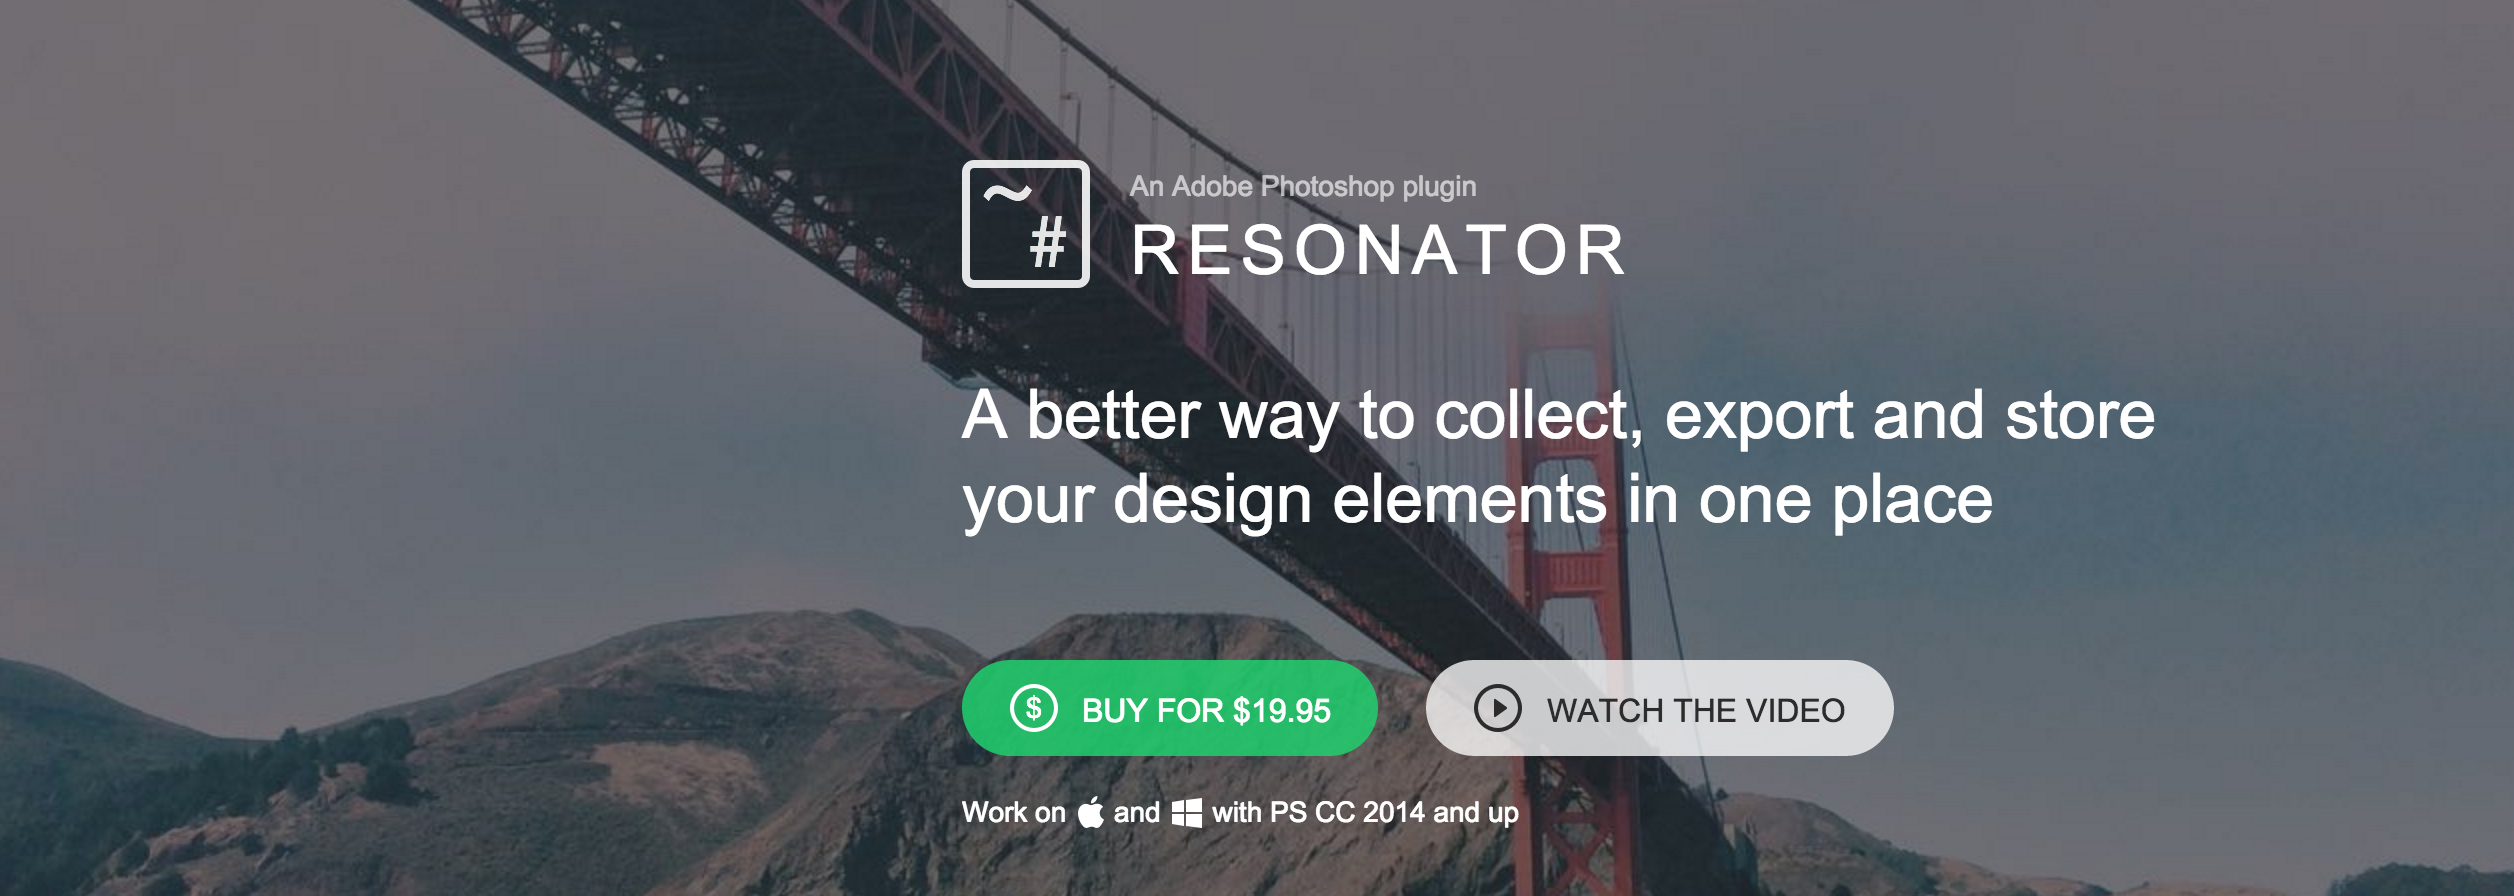 ~
#
An Adobe Photoshop plugin
RESONATOR
A better way to collect, export and store
your design elements in one place
$ BUY FOR $19.95
WATCH THE VIDEO
Work on and with PS CC 2014 and up